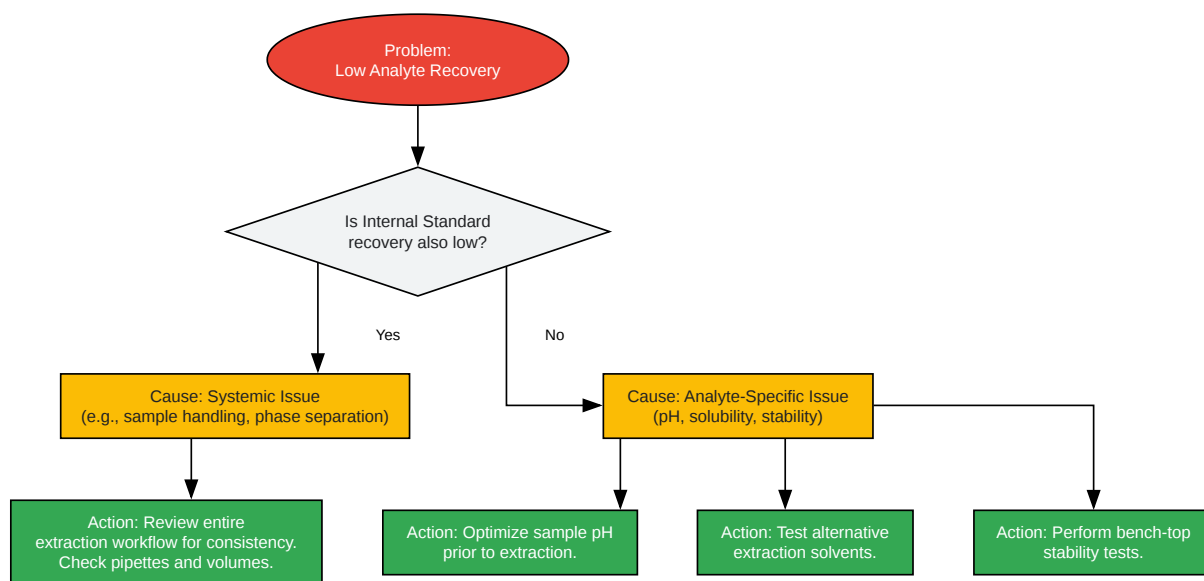 Problem:
Low Analyte Recovery
Is Internal Standard
recovery also low?
Yes
No
Cause: Systemic Issue
(e.g., sample handling, phase separation)
Cause: Analyte-Specific Issue
(pH, solubility, stability)
Action: Review entire
extraction workflow for consistency.
Check pipettes and volumes.
Action: Optimize sample pH
prior to extraction.
Action: Test alternative
extraction solvents.
Action: Perform bench-top
stability tests.